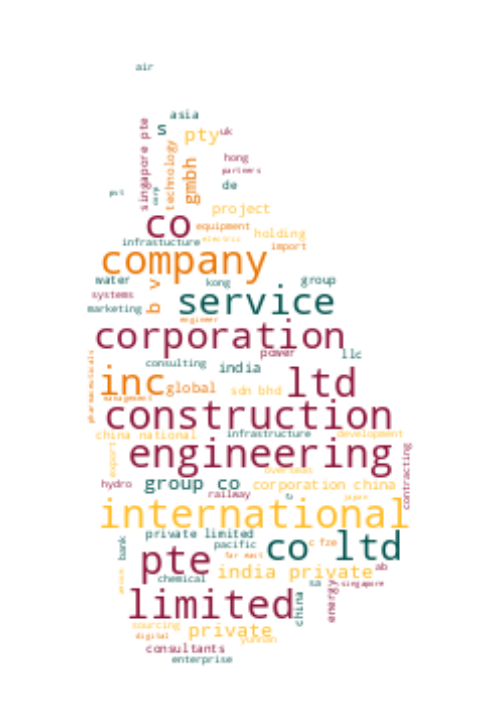 air
asia
s
pty
uk
singapore pte
technology
gmbh
hong
partners
de
corp
project
co
equipment
holding
infrastucture
electric
import
company
water
b v
kong
group
systems
service
marketing
engineer
corporation
power
llc
pharmaceuticals
consulting
india
inc
global
sdn bhd
ltd
management
construction
china national
infrastructure
development
engineering
export
overseas
contracting
hydro
group co
corporation china
railway
japan
international
private limited
bank
pacific
co ltd
c fze
far east
pte
india private
ab
chemical
sa
singapore
energy
china
limited
sourcing
digital
private
yunnan
consultants
enterprise